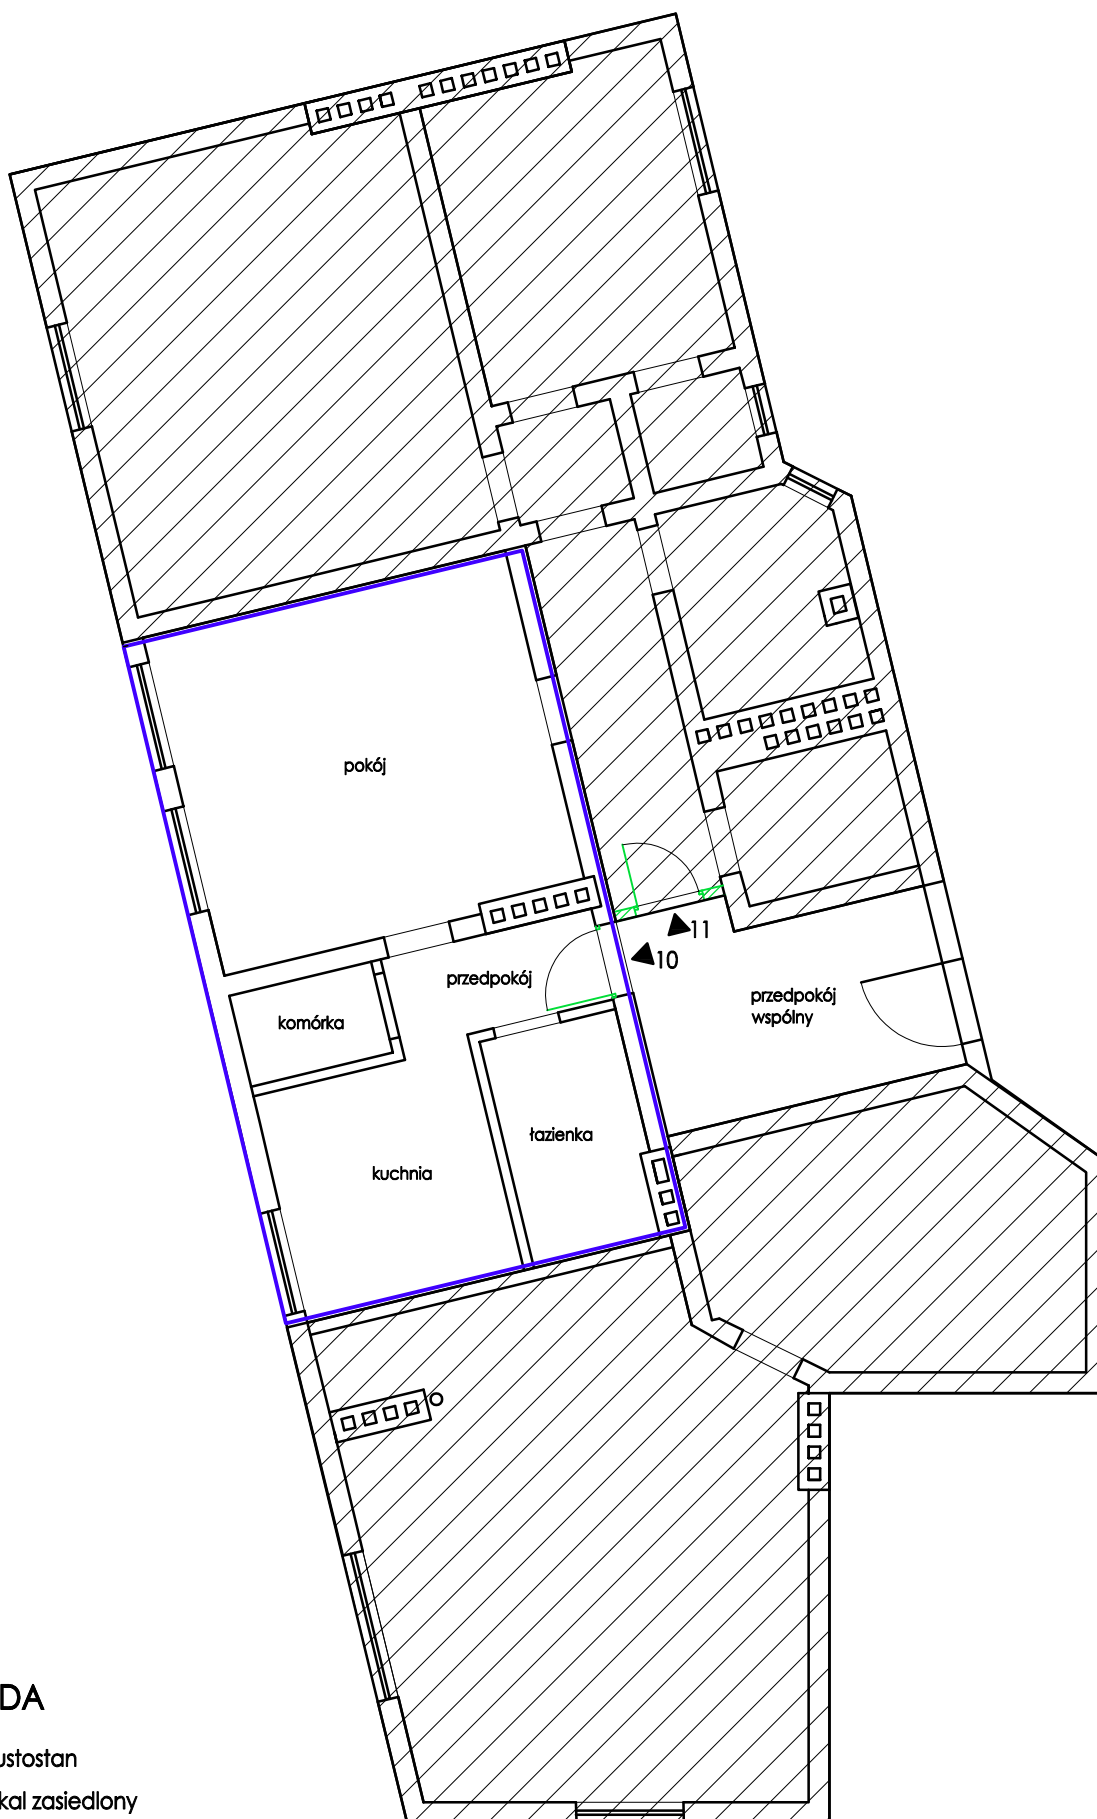 pokój
11
10
przedpokój
przedpokój
wspólny
komórka
łazienka
kuchnia
DA
ustostan
kal zasiedlony